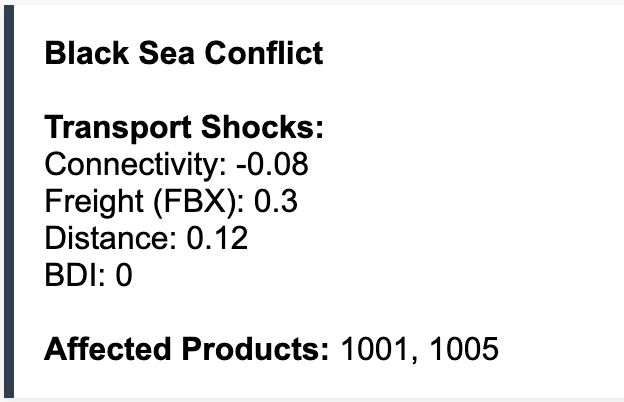 Black Sea Conflict
Transport Shocks:
Connectivity: -0.08
Freight (FBX): 0.3
Distance: 0.12
BDI: 0
Affected Products: 1001, 1005